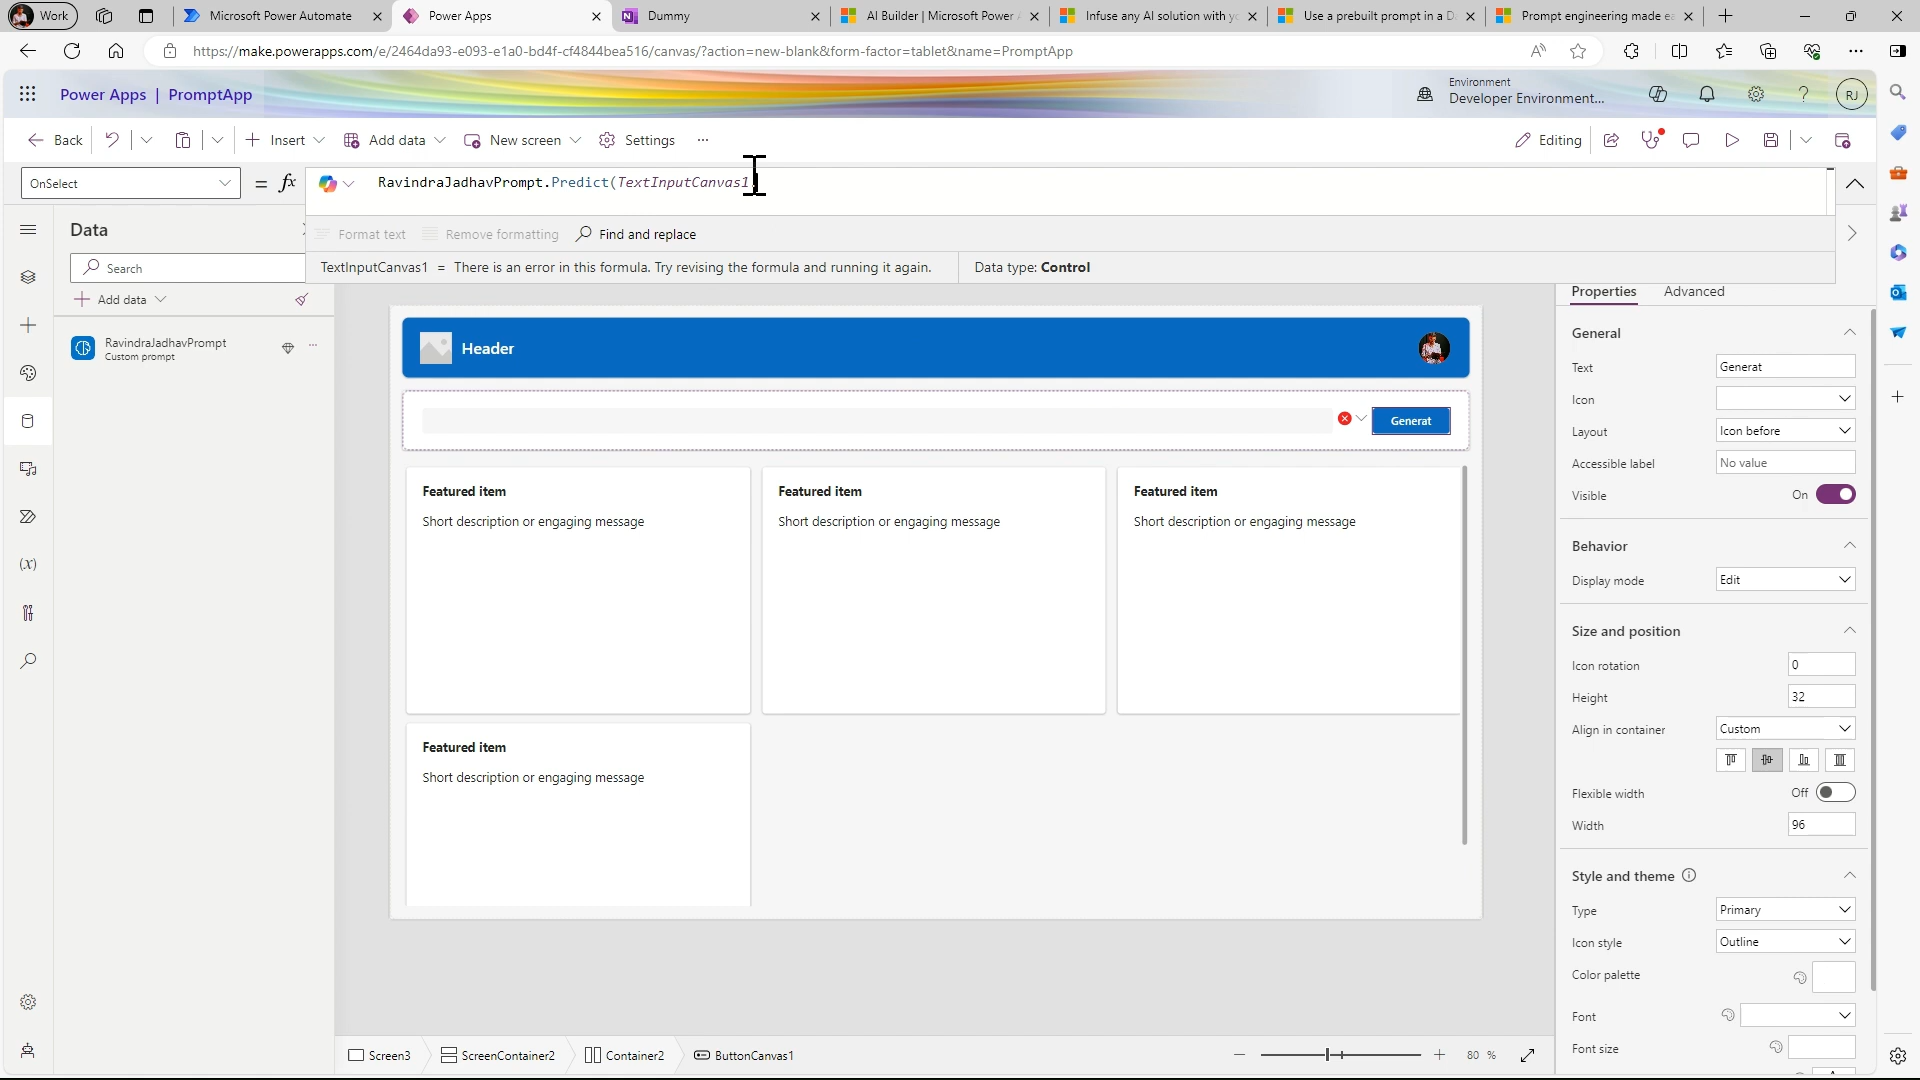 Work
Microsoft Power Automate
Power Apps
Dummy
AI Builder | Microsoft Power A
Infuse any AI solution with yo
Use a prebuilt prompt in a D
Prompt engineering made ea
https://make.powerapps.com/e/2464da93-e093-e1a0-bd4f-cf4844bea516/canvas/?action=new-blank&form-factor=tablet&name=PromptApp
Power Apps | PromptApp
Environment
Developer Environment...
RJ
Back
Insert
Add data
New screen
Settings
Editing
OnSelect
= fx
RavindraJadhavPrompt.Predict(TextInputCanvas1.
Format text
Remove formatting
Find and replace
TextInputCanvas1 = There is an error in this formula. Try revising the formula and running it again.
Data type: Control
Data
Search
Add data
RavindraJadhavPrompt
Custom prompt
Header
Generat
Featured item
Short description or engaging message
Featured item
Short description or engaging message
Featured item
Short description or engaging message
Featured item
Short description or engaging message
Properties
Advanced
General
Text
Generat
Icon
Layout
Icon before
Accessible label
No value
Visible
On
Behavior
Display mode
Edit
Size and position
Icon rotation
0
Height
32
Align in container
Custom
Flexible width
Off
Width
96
Style and theme
Type
Primary
Icon style
Outline
Color palette
Font
Font size
Screen3
ScreenContainer2
Container2
ButtonCanvas1
80 %